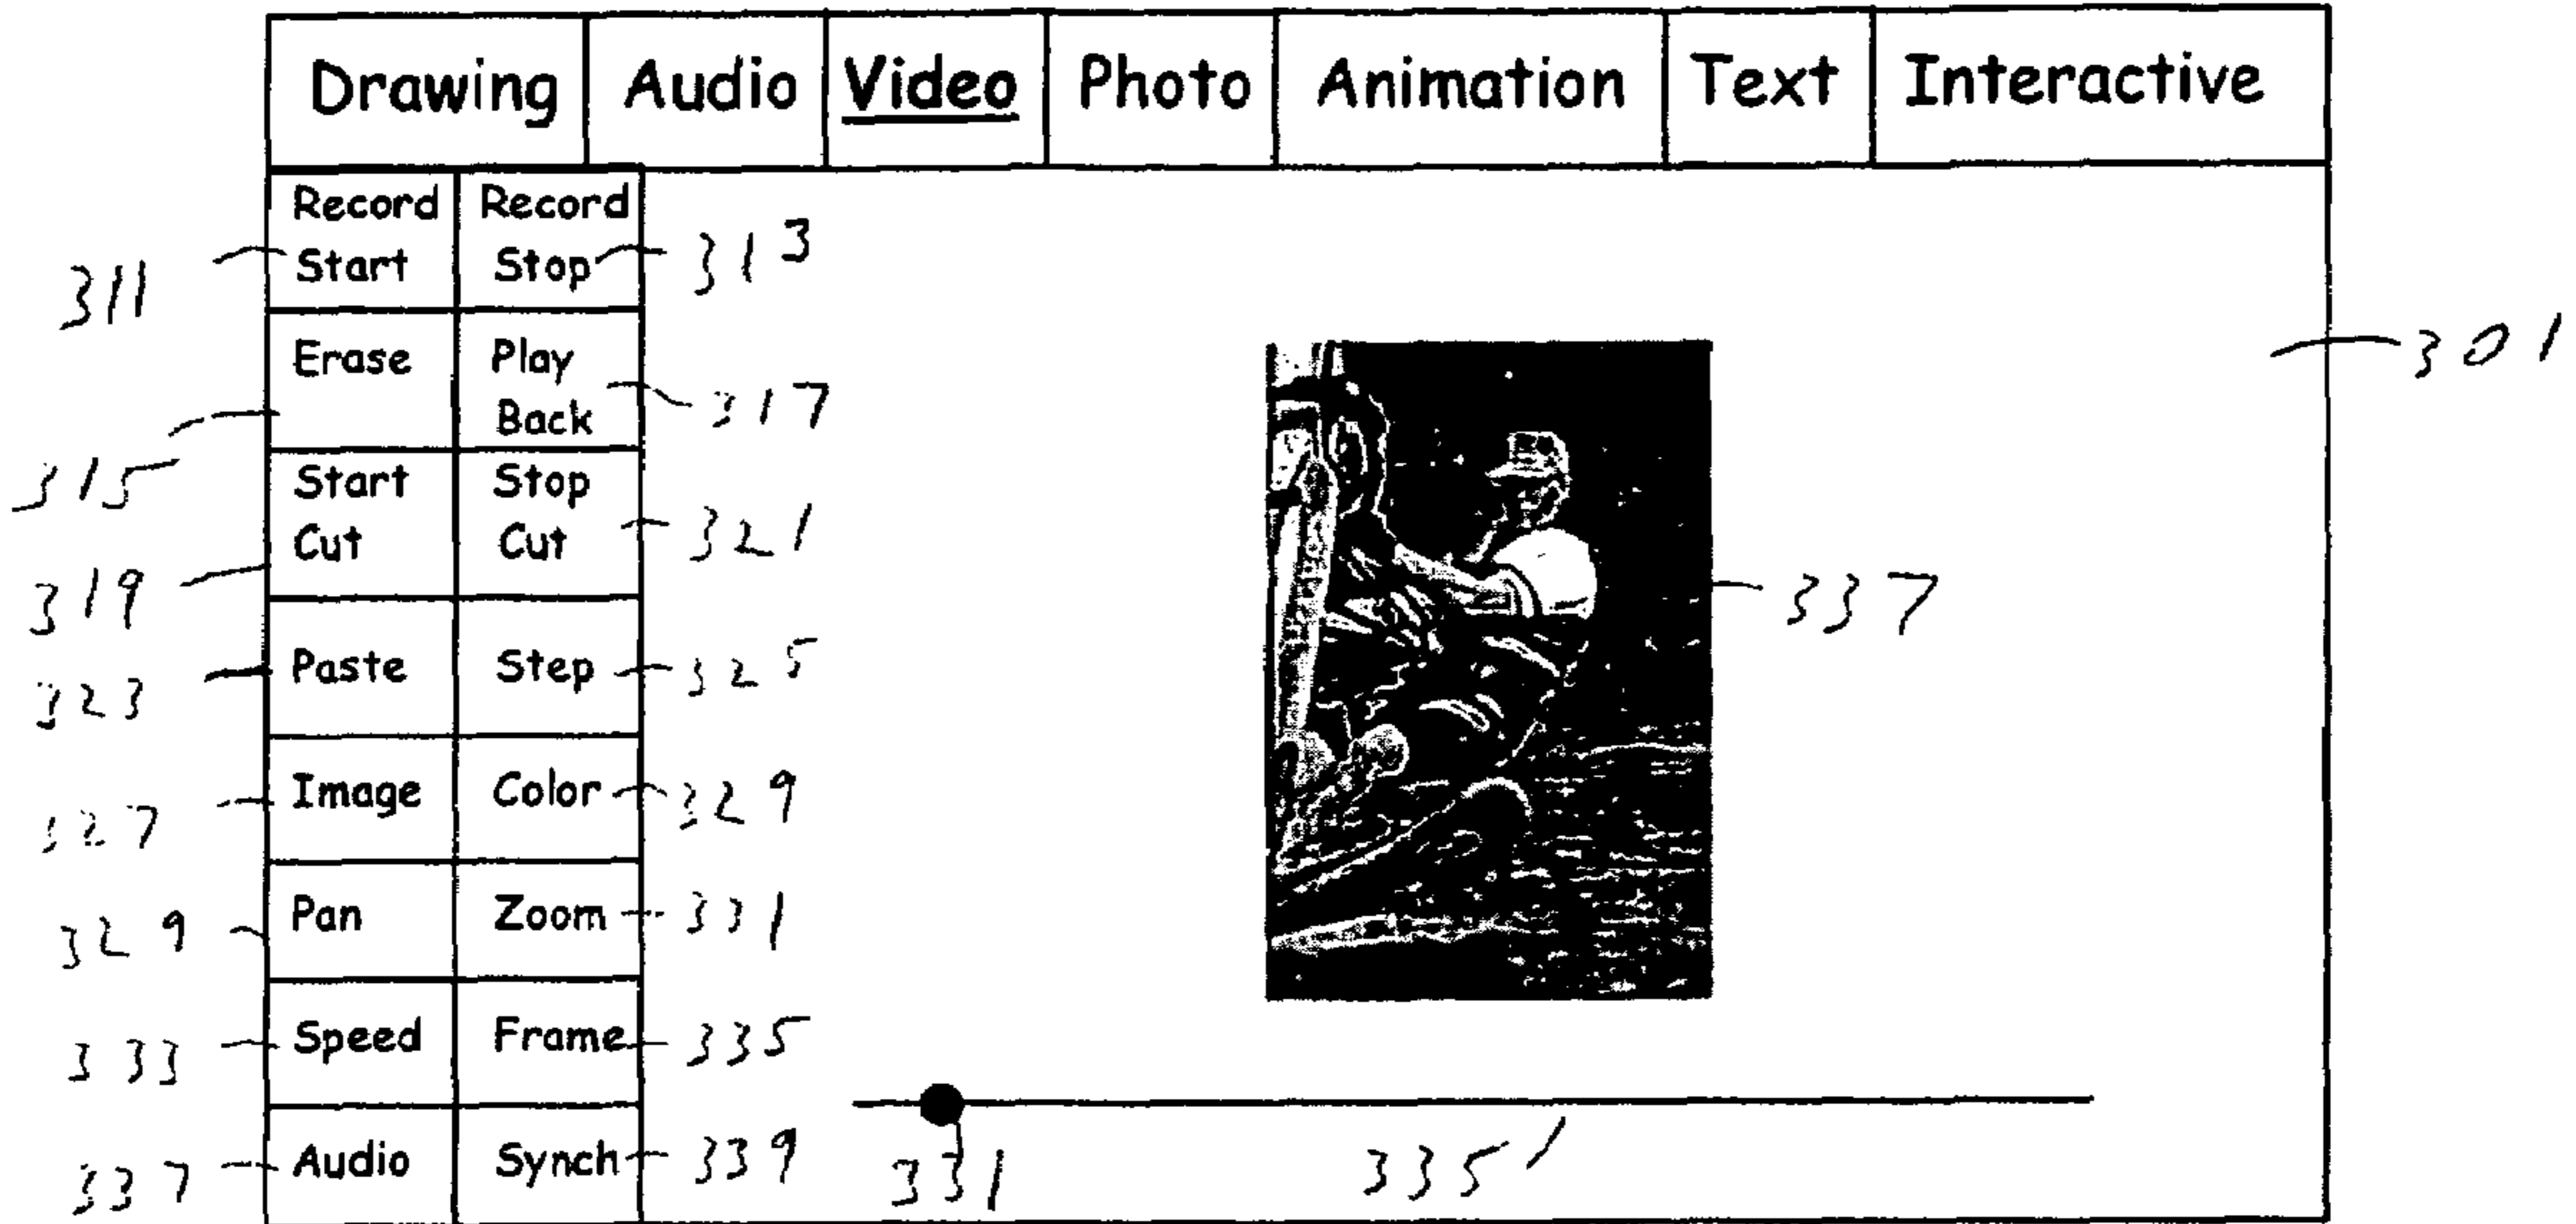 Drawing Audio Video Photo Animation Text Interactive
Record Record
311 Start Stop 313
Erase Play 301
315 Back 317
Start Stop
319 Cut Cut 321
337
323 Paste Step 325
327 Image Color 329
329 Pan Zoom 331
333 Speed Frame 335
337 Audio Synch 339
331 335'